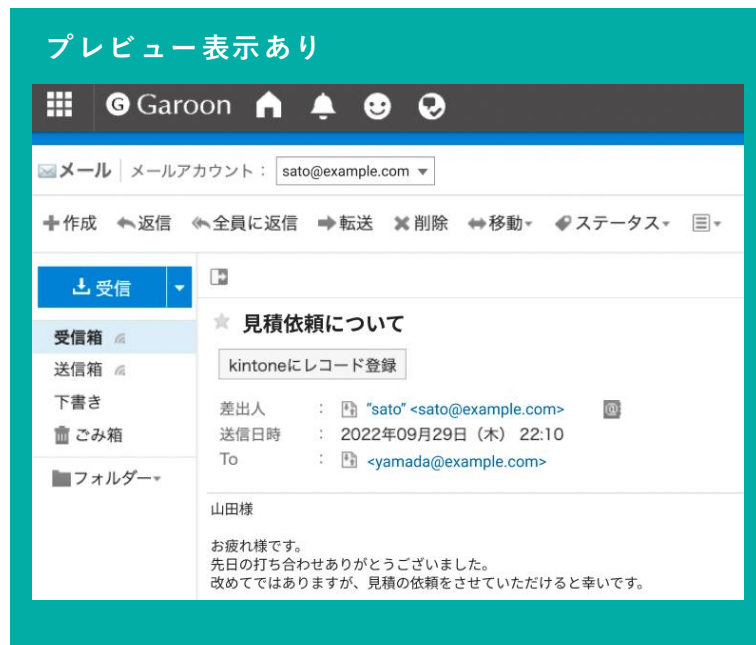 プレビュー表示あり
G Garoon
メール メールアカウント： sato@example.com
作成 返信 全員に返信 転送 削除 移動 ステータス
受信
見積依頼について
受信箱
kintoneにレコード登録
送信箱
下書き
差出人 ： "sato" <sato@example.com> @
ごみ箱
送信日時 ： 2022年09月29日（木） 22:10
To ： <yamada@example.com>
フォルダー
山田様
お疲れ様です。
先日の打ち合わせありがとうございました。
改めてではありますが、見積の依頼をさせていただけると幸いです。